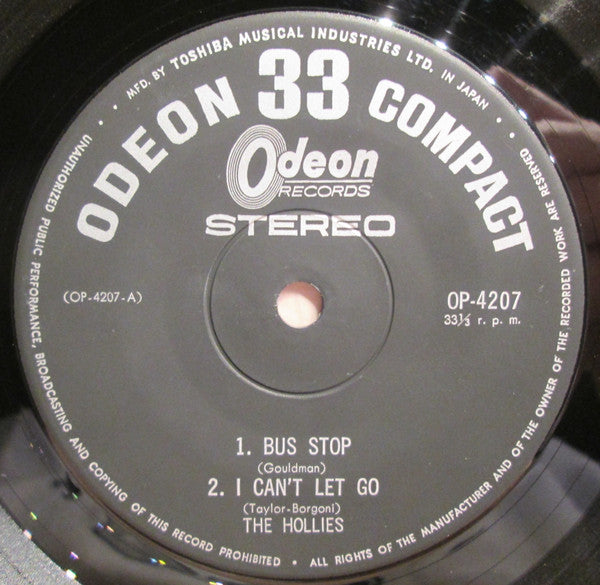 MFD. BY TOSHIBA MUSICAL INDUSTRIES LTD. IN JAPAN
ODEON 33 COMPACT
Odeon
RECORDS
STEREO
(OP-4207-A)
OP-4207
33⅓ r. p. m.
1. BUS STOP
(Gouldman)
2. I CAN'T LET GO
(Taylor-Borgoni)
THE HOLLIES
UNAUTHORIZED PUBLIC PERFORMANCE, BROADCASTING AND COPYING OF THIS RECORD PROHIBITED • ALL RIGHTS OF THE MANUFACTURER AND OF THE OWNER OF THE RECORDED WORK ARE RESERVED